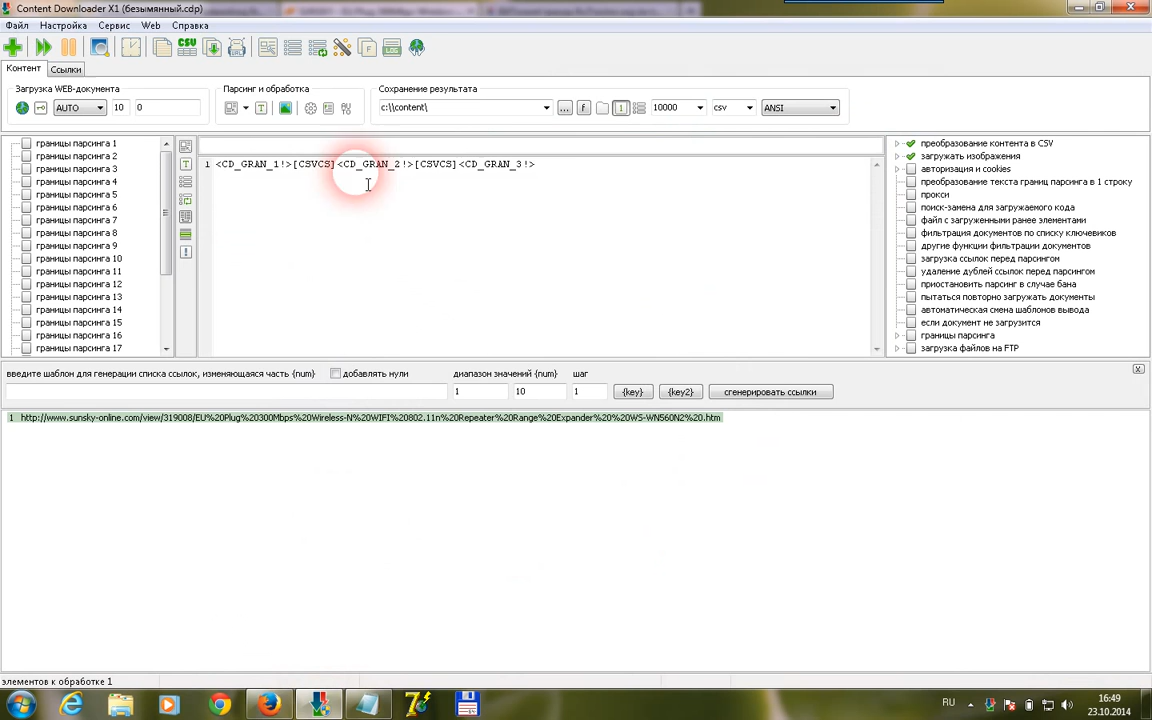 Content Downloader X1 (безымянный.cdp)
Файл Настройка Сервис Web Справка
CSV F LOG
Контент Ссылки
Загрузка WEB-документа Парсинг и обработка Сохранение результата
AUTO 10 0 T c:\\content\ ... f 1 10000 csv ANSI
границы парсинга 1
границы парсинга 2
границы парсинга 3
границы парсинга 4
границы парсинга 5
границы парсинга 6
границы парсинга 7
границы парсинга 8
границы парсинга 9
границы парсинга 10
границы парсинга 11
границы парсинга 12
границы парсинга 13
границы парсинга 14
границы парсинга 15
границы парсинга 16
границы парсинга 17
1 <CD_GRAN_1!>[CSVCS]<CD_GRAN_2!>[CSVCS]<CD_GRAN_3!>
преобразование контента в CSV
загружать изображения
авторизация и cookies
преобразование текста границ парсинга в 1 строку
прокси
поиск-замена для загружаемого кода
файл с загруженными ранее элементами
фильтрация документов по списку ключевиков
другие функции фильтрации документов
загрузка ссылок перед парсингом
удаление дублей ссылок перед парсингом
приостановить парсинг в случае бана
пытаться повторно загружать документы
автоматическая смена шаблонов вывода
если документ не загрузится
границы парсинга
загрузка файлов на FTP
введите шаблон для генерации списка ссылок, изменяющаяся часть {num} добавлять нули диапазон значений {num} шаг
1 10 1 {key} {key2} сгенерировать ссылки
1 http://www.sunsky-online.com/view/319008/EU%20Plug%20300Mbps%20Wireless-N%20WIFI%20802.11n%20Repeater%20Range%20Expander%20%20WS-WN560N2%20.htm
элементов к обработке 1
RU 16:49
23.10.2014